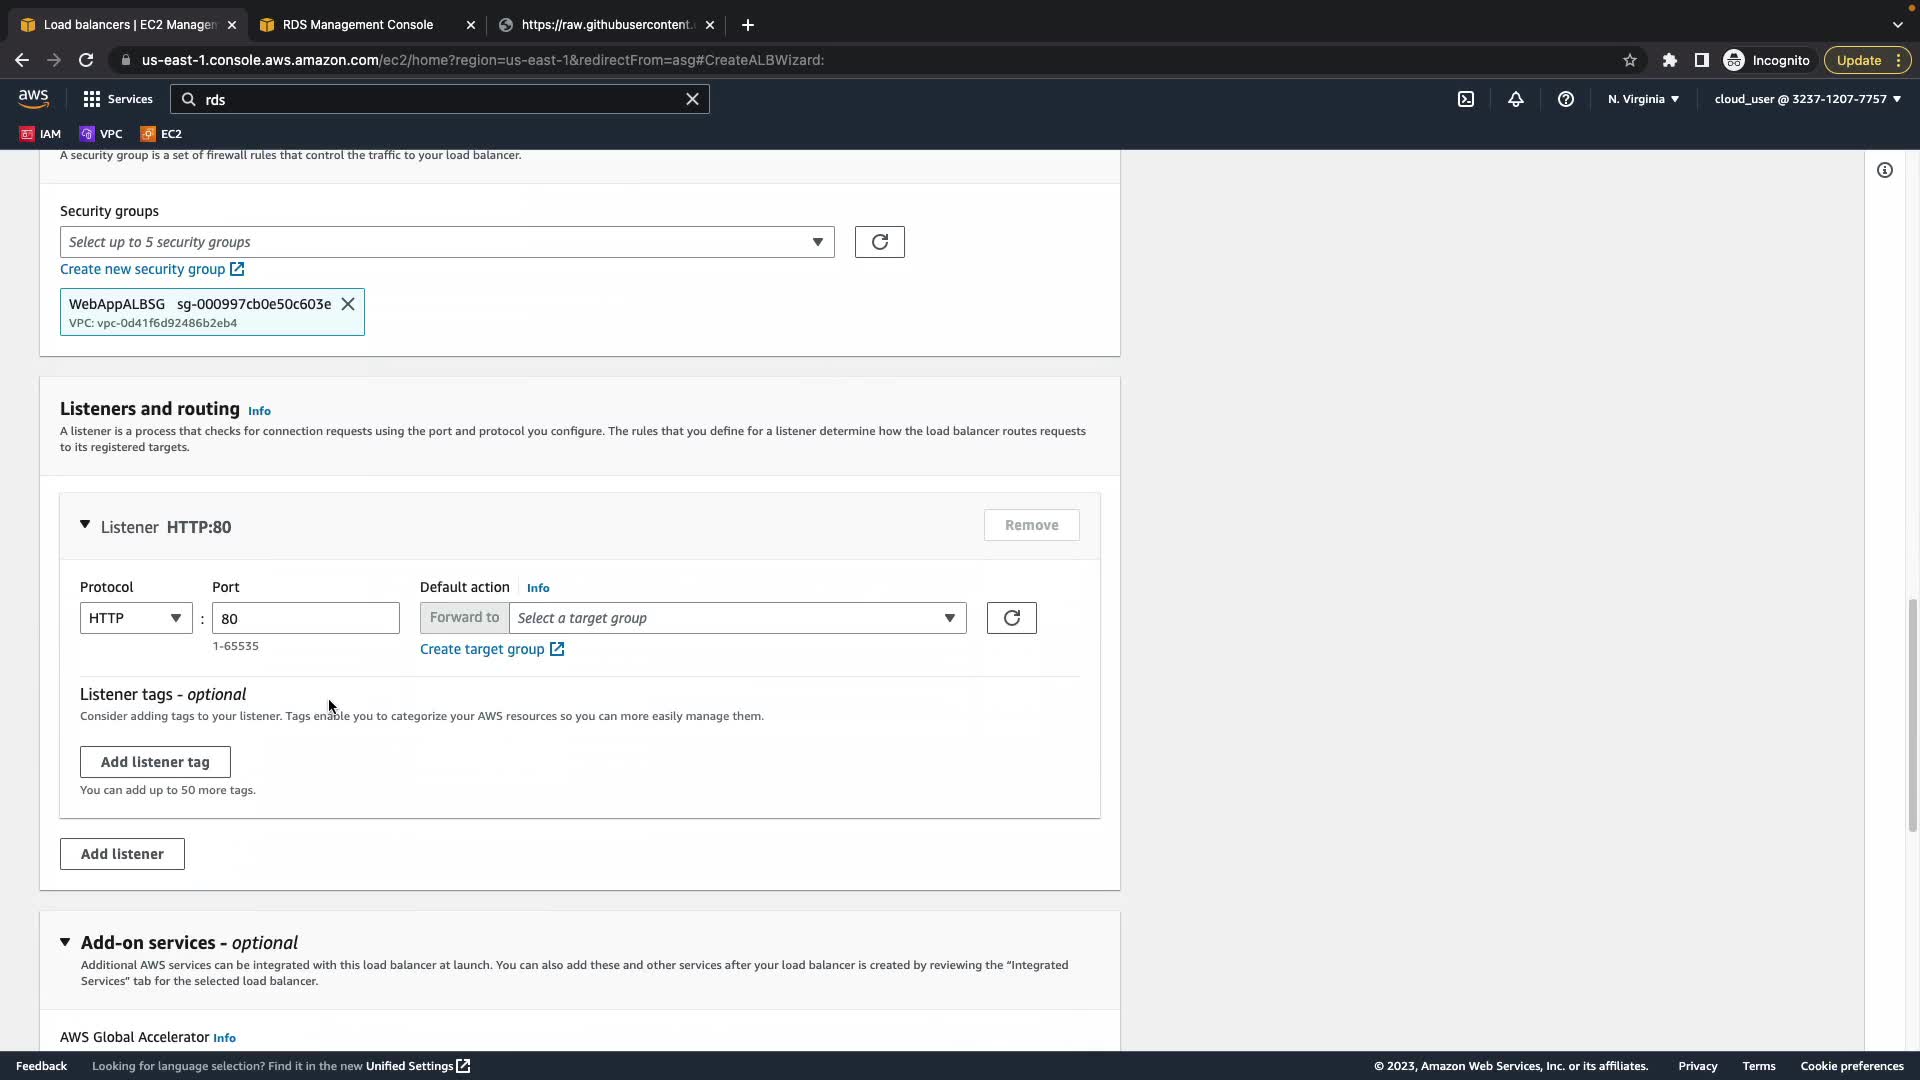 Load balancers | EC2 Managem
RDS Management Console
https://raw.githubusercontent.
us-east-1.console.aws.amazon.com/ec2/home?region=us-east-1&redirectFrom=asg#CreateALBWizard:
Incognito
Update
aws
Services
rds
N. Virginia
cloud_user @ 3237-1207-7757
IAM
VPC
EC2
A security group is a set of firewall rules that control the traffic to your load balancer.
Security groups
Select up to 5 security groups
Create new security group
WebAppALBSG sg-000997cb0e50c603e
VPC: vpc-0d41f6d92486b2eb4
Listeners and routing Info
A listener is a process that checks for connection requests using the port and protocol you configure. The rules that you define for a listener determine how the load balancer routes requests
to its registered targets.
Listener HTTP:80
Remove
Protocol
Port
Default action
Info
HTTP
:
80
Forward to
Select a target group
1-65535
Create target group
Listener tags - optional
Consider adding tags to your listener. Tags enable you to categorize your AWS resources so you can more easily manage them.
Add listener tag
You can add up to 50 more tags.
Add listener
Add-on services - optional
Additional AWS services can be integrated with this load balancer at launch. You can also add these and other services after your load balancer is created by reviewing the “Integrated
Services” tab for the selected load balancer.
AWS Global Accelerator Info
Feedback
Looking for language selection? Find it in the new Unified Settings
© 2023, Amazon Web Services, Inc. or its affiliates.
Privacy
Terms
Cookie preferences